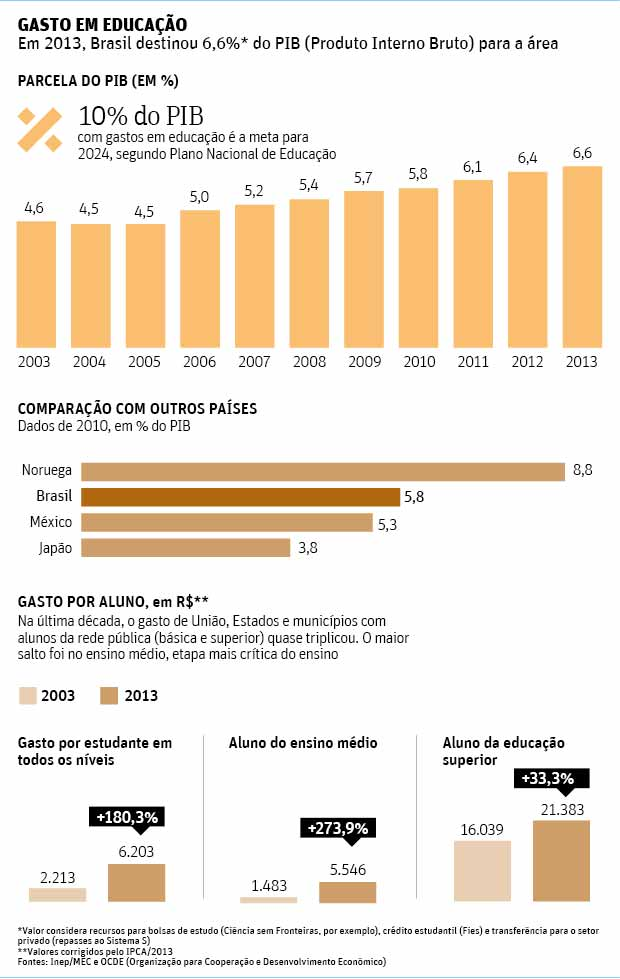 GASTO EM EDUCAÇÃO
Em 2013, Brasil destinou 6,6%* do PIB (Produto Interno Bruto) para a área
PARCELA DO PIB (EM %)
10% do PIB
com gastos em educação é a meta para
2024, segundo Plano Nacional de Educação
4,6 4,5 4,5 5,0 5,2 5,4 5,7 5,8 6,1 6,4 6,6
2003 2004 2005 2006 2007 2008 2009 2010 2011 2012 2013
COMPARAÇÃO COM OUTROS PAÍSES
Dados de 2010, em % do PIB
Noruega 8,8
Brasil 5,8
México 5,3
Japão 3,8
GASTO POR ALUNO, em R$**
Na última década, o gasto de União, Estados e municípios com
alunos da rede pública (básica e superior) quase triplicou. O maior
salto foi no ensino médio, etapa mais crítica do ensino
2003 2013
Gasto por estudante em
todos os níveis
+180,3%
2.213 6.203
Aluno do ensino médio
+273,9%
1.483 5.546
Aluno da educação
superior
+33,3%
16.039 21.383
*Valor considera recursos para bolsas de estudo (Ciência sem Fronteiras, por exemplo), crédito estudantil (Fies) e transferência para o setor
privado (repasses ao Sistema S)
**Valores corrigidos pelo IPCA/2013
Fontes: Inep/MEC e OCDE (Organização para Cooperação e Desenvolvimento Econômico)